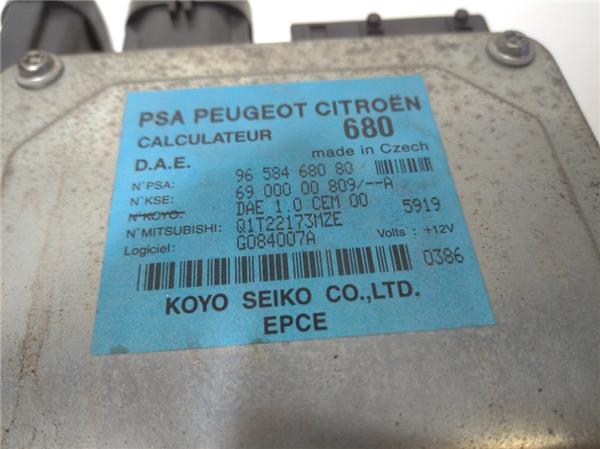 PSA PEUGEOT CITROËN
CALCULATEUR 680
D.A.E. made in Czech
N°PSA: 96 584 680 80
N°KSE: 69 000 00 809/--A
N°KOYO: DAE 1.0 CEM 00 5919
N°MITSUBISHI: Q1T22173MZE
Logiciel: G084007A Volts : +12V
0386
KOYO SEIKO CO.,LTD.
EPCE